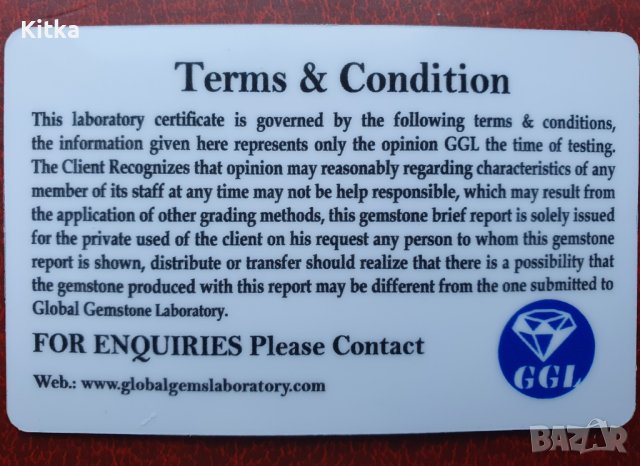 Kitka
Terms & Condition
This laboratory certificate is governed by the following terms & conditions,
the information given here represents only the opinion GGL the time of testing.
The Client Recognizes that opinion may reasonably regarding characteristics of any
member of its staff at any time may not be help responsible, which may result from
the application of other grading methods, this gemstone brief report is solely issued
for the private used of the client on his request any person to whom this gemstone
report is shown, distribute or transfer should realize that there is a possibility that
the gemstone produced with this report may be different from the one submitted to
Global Gemstone Laboratory.
FOR ENQUIRIES Please Contact
Web.: www.globalgemslaboratory.com
GGL
BAZAR